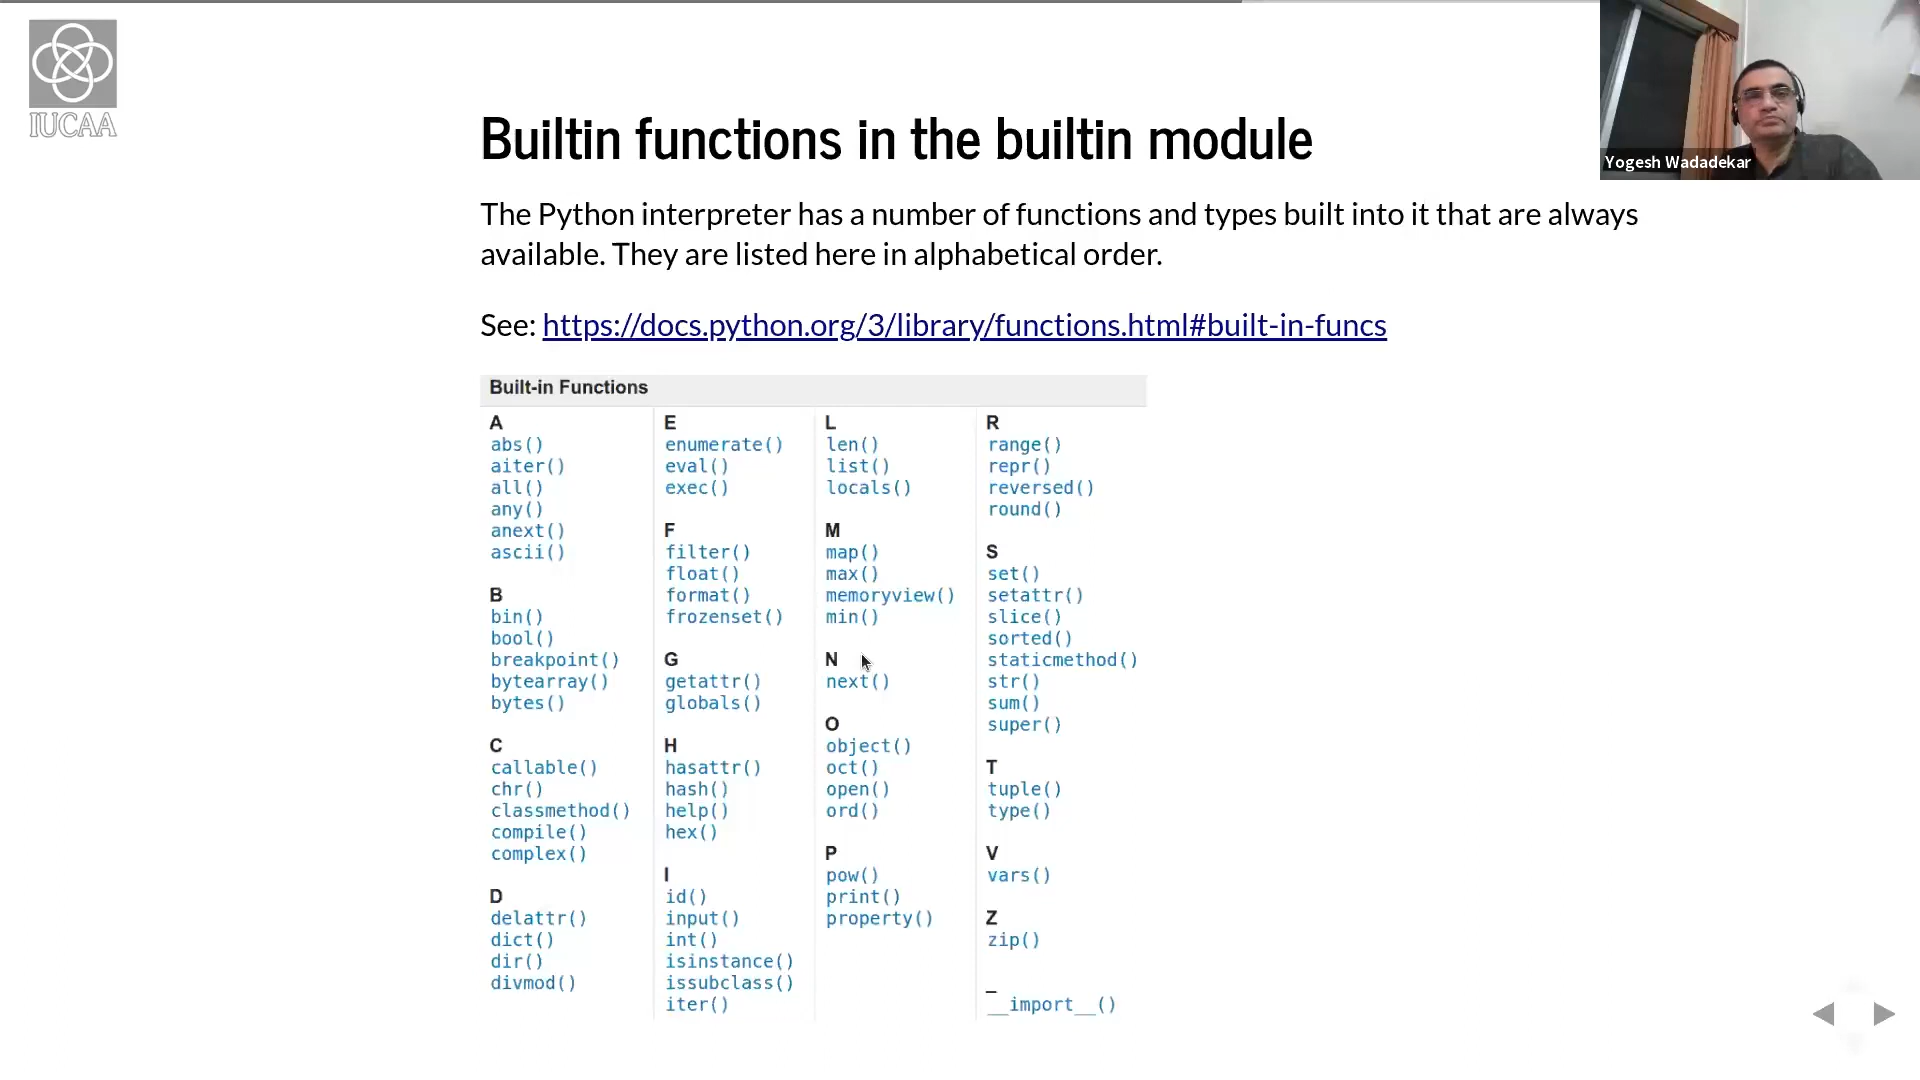 IUCAA
Builtin functions in the builtin module
Yogesh Wadadekar
The Python interpreter has a number of functions and types built into it that are always
available. They are listed here in alphabetical order.
See: https://docs.python.org/3/library/functions.html#built-in-funcs
Built-in Functions
A
abs()
aiter()
all()
any()
anext()
ascii()
B
bin()
bool()
breakpoint()
bytearray()
bytes()
C
callable()
chr()
classmethod()
compile()
complex()
D
delattr()
dict()
dir()
divmod()
E
enumerate()
eval()
exec()
F
filter()
float()
format()
frozenset()
G
getattr()
globals()
H
hasattr()
hash()
help()
hex()
I
id()
input()
int()
isinstance()
issubclass()
iter()
L
len()
list()
locals()
M
map()
max()
memoryview()
min()
N
next()
O
object()
oct()
open()
ord()
P
pow()
print()
property()
R
range()
repr()
reversed()
round()
S
set()
setattr()
slice()
sorted()
staticmethod()
str()
sum()
super()
T
tuple()
type()
V
vars()
Z
zip()
_
__import__()